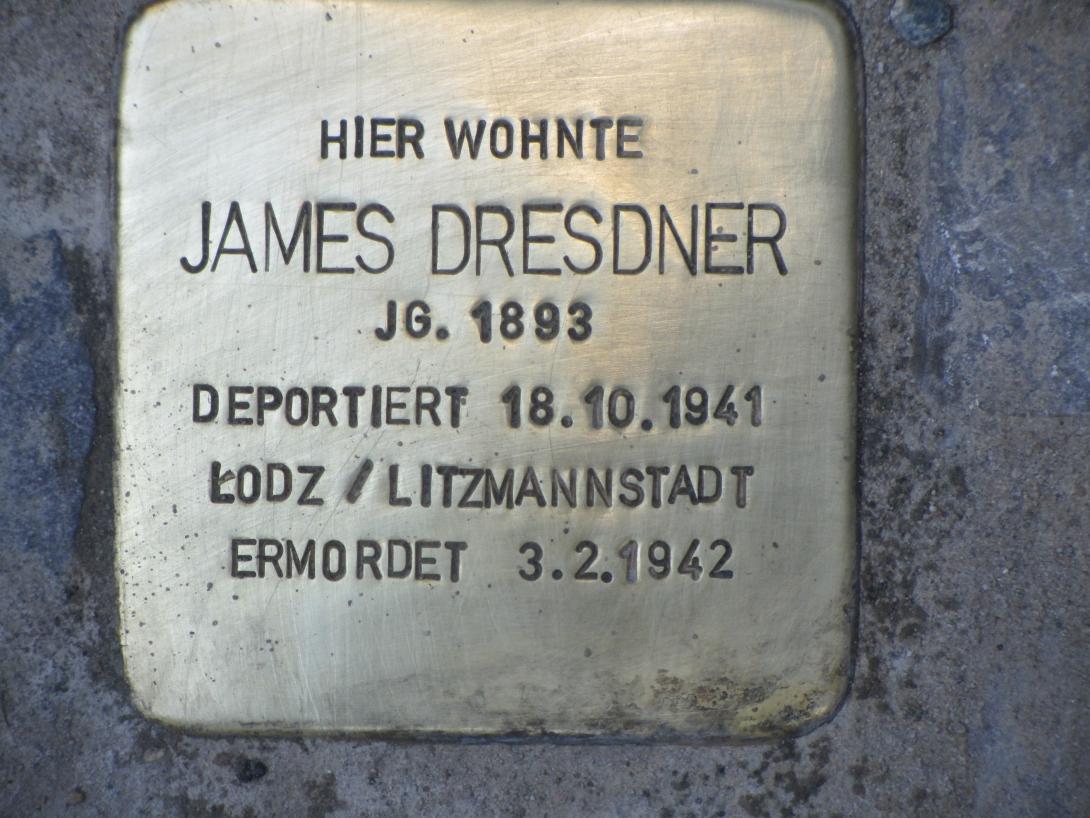 HIER WOHNTE
JAMES DRESDNER
JG. 1893
DEPORTIERT 18.10.1941
ŁODZ / LITZMANNSTADT
ERMORDET 3.2.1942